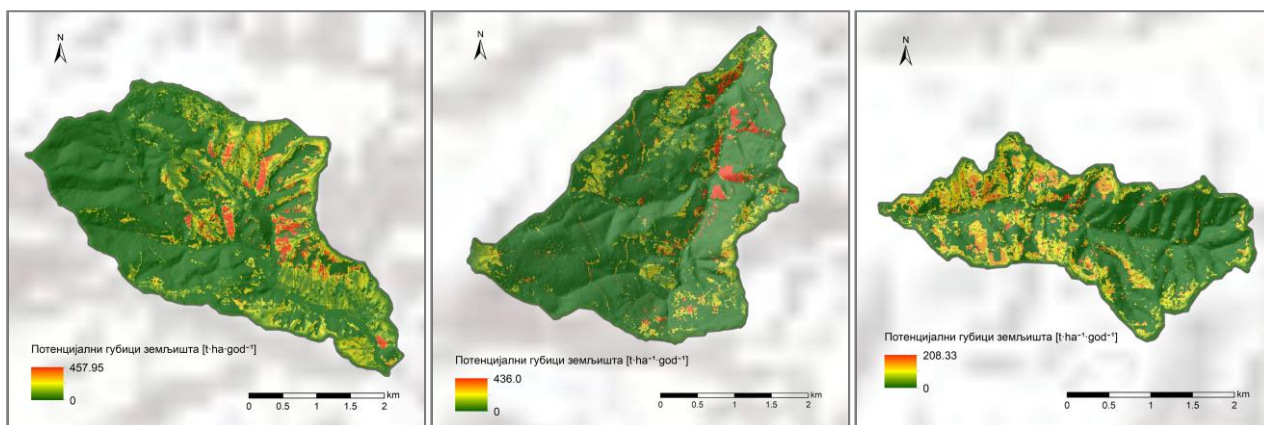 N
Потенцијални губици земљишта [t·ha·god⁻¹]
457.95
0
km
0 0.5 1 1.5 2
N
Потенцијални губици земљишта [t·ha⁻¹·god⁻¹]
436.0
0
km
0 0.5 1 1.5 2
N
Потенцијални губици земљишта [t·ha⁻¹·god⁻¹]
208.33
0
km
0 0.5 1 1.5 2